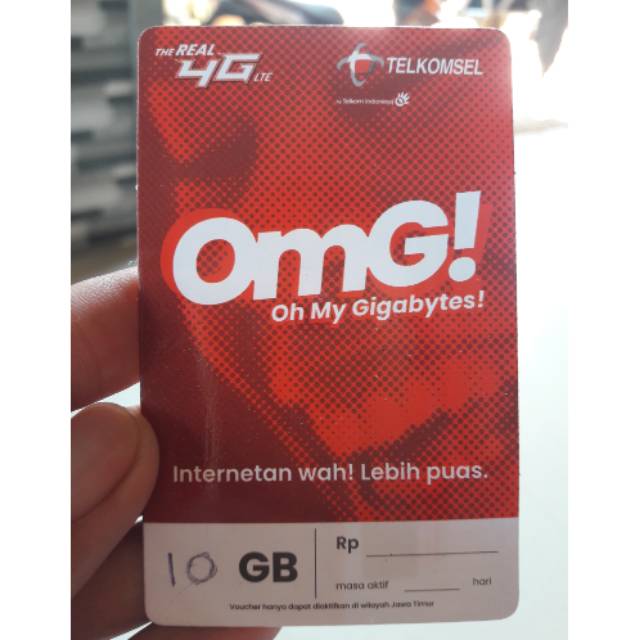 THE REAL
4G LTE
TELKOMSEL
by Telkom Indonesia
OmG!
Oh My Gigabytes!
Internetan wah! Lebih puas.
10 GB
Rp
masa aktif hari
Voucher hanya dapat diaktifkan di wilayah Jawa Timur